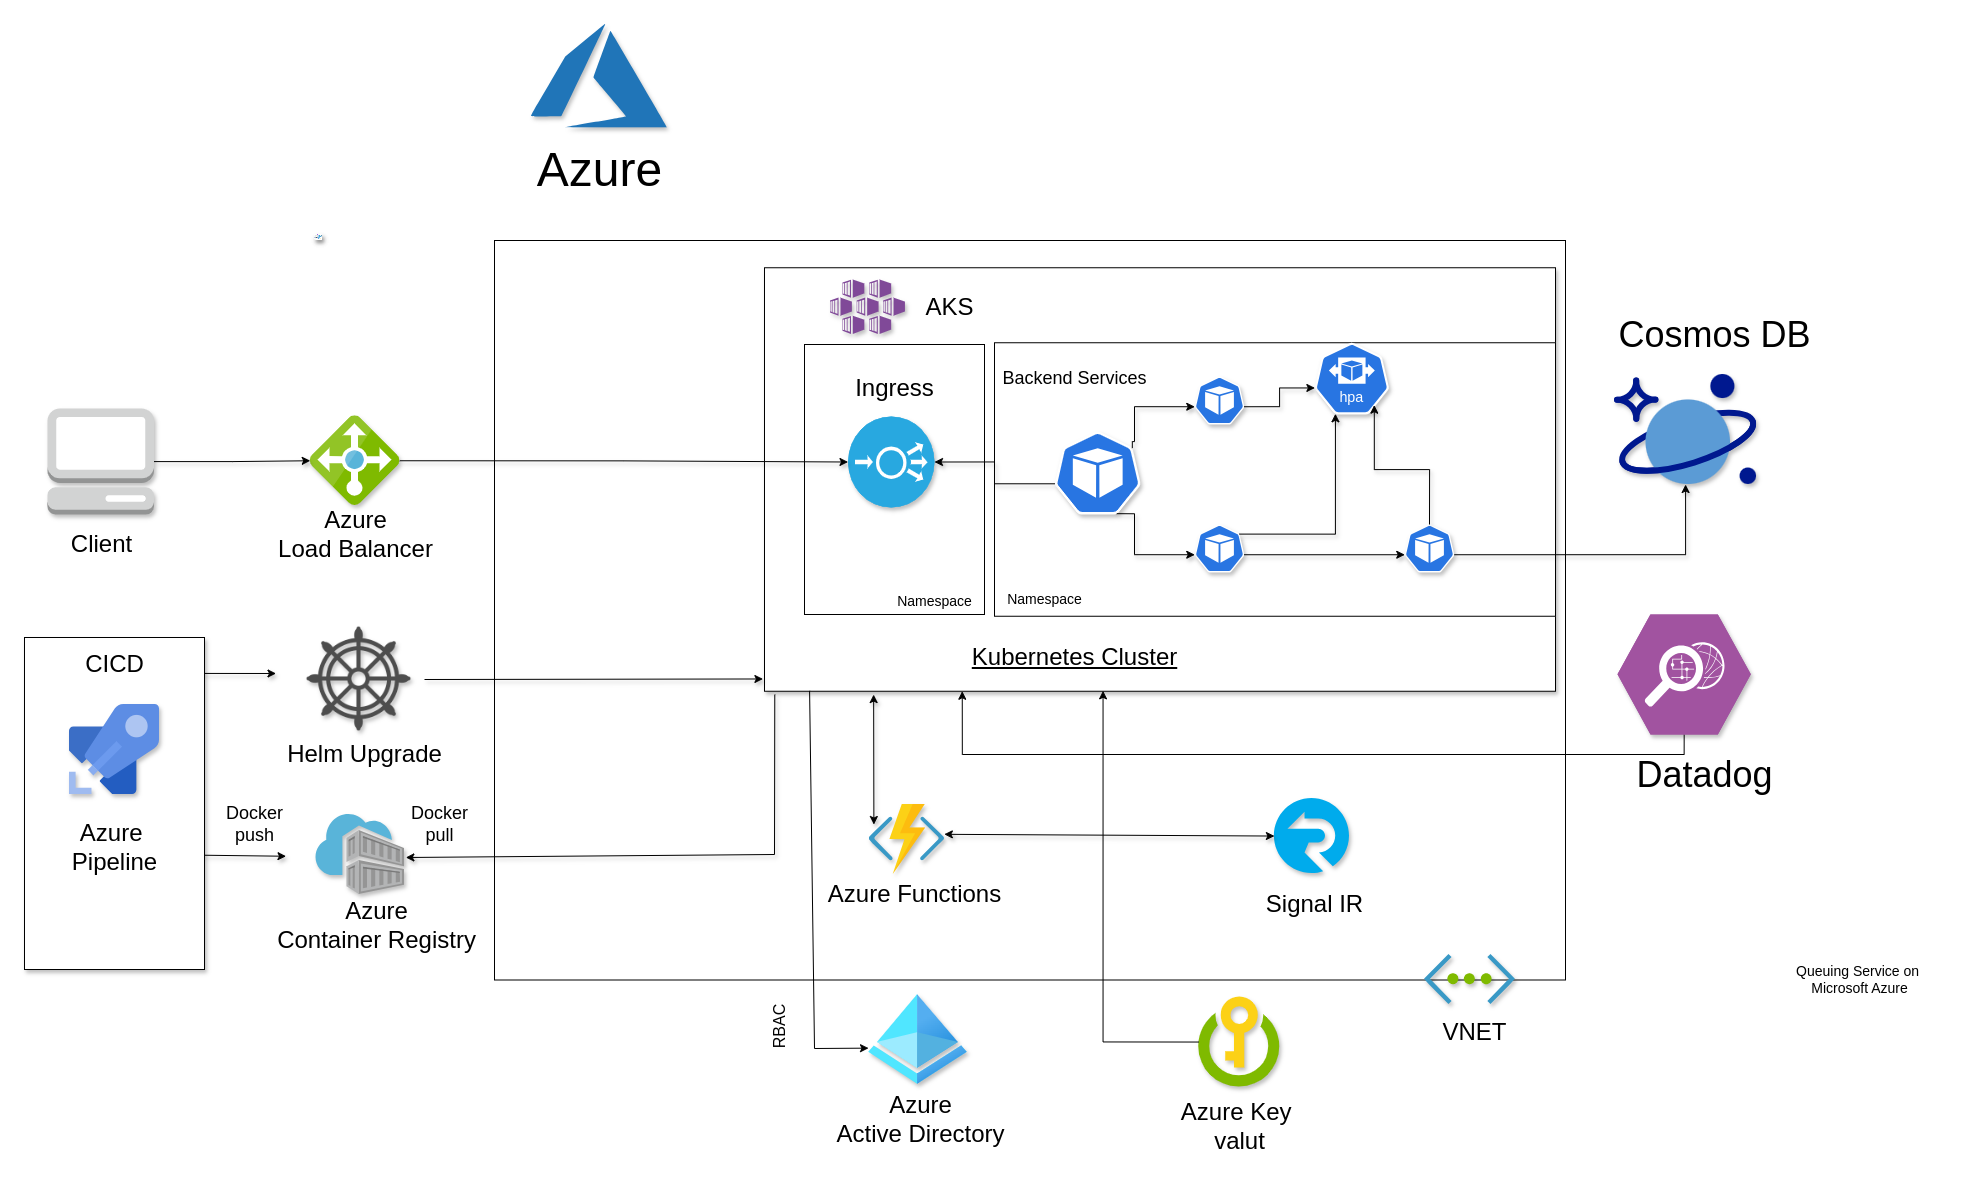 Azure
AKS
Cosmos DB
Ingress
Backend Services
hpa
Client
Azure
Load Balancer
Namespace
Namespace
Kubernetes Cluster
CICD
Helm Upgrade
Datadog
Docker
push
Docker
pull
Azure
Pipeline
Azure
Container Registry
Azure Functions
Signal IR
Queuing Service on
Microsoft Azure
RBAC
VNET
Azure
Active Directory
Azure Key
valut